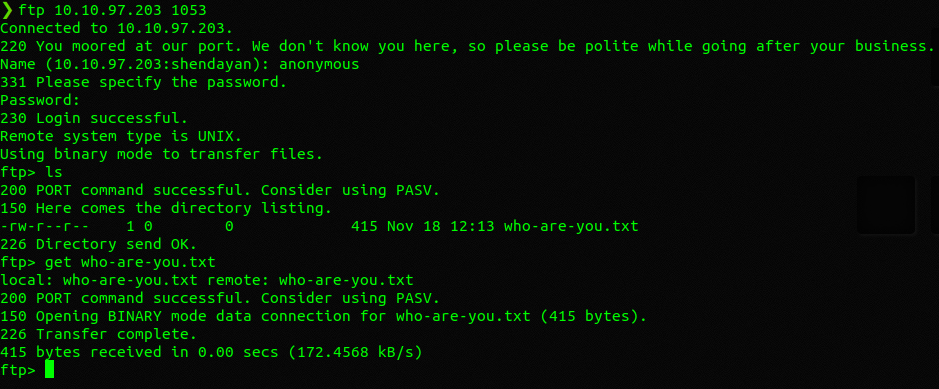 ❯ ftp 10.10.97.203 1053
Connected to 10.10.97.203.
220 You moored at our port. We don't know you here, so please be polite while going after your business.
Name (10.10.97.203:shendayan): anonymous
331 Please specify the password.
Password:
230 Login successful.
Remote system type is UNIX.
Using binary mode to transfer files.
ftp> ls
200 PORT command successful. Consider using PASV.
150 Here comes the directory listing.
-rw-r--r--    1 0        0             415 Nov 18 12:13 who-are-you.txt
226 Directory send OK.
ftp> get who-are-you.txt
local: who-are-you.txt remote: who-are-you.txt
200 PORT command successful. Consider using PASV.
150 Opening BINARY mode data connection for who-are-you.txt (415 bytes).
226 Transfer complete.
415 bytes received in 0.00 secs (172.4568 kB/s)
ftp>